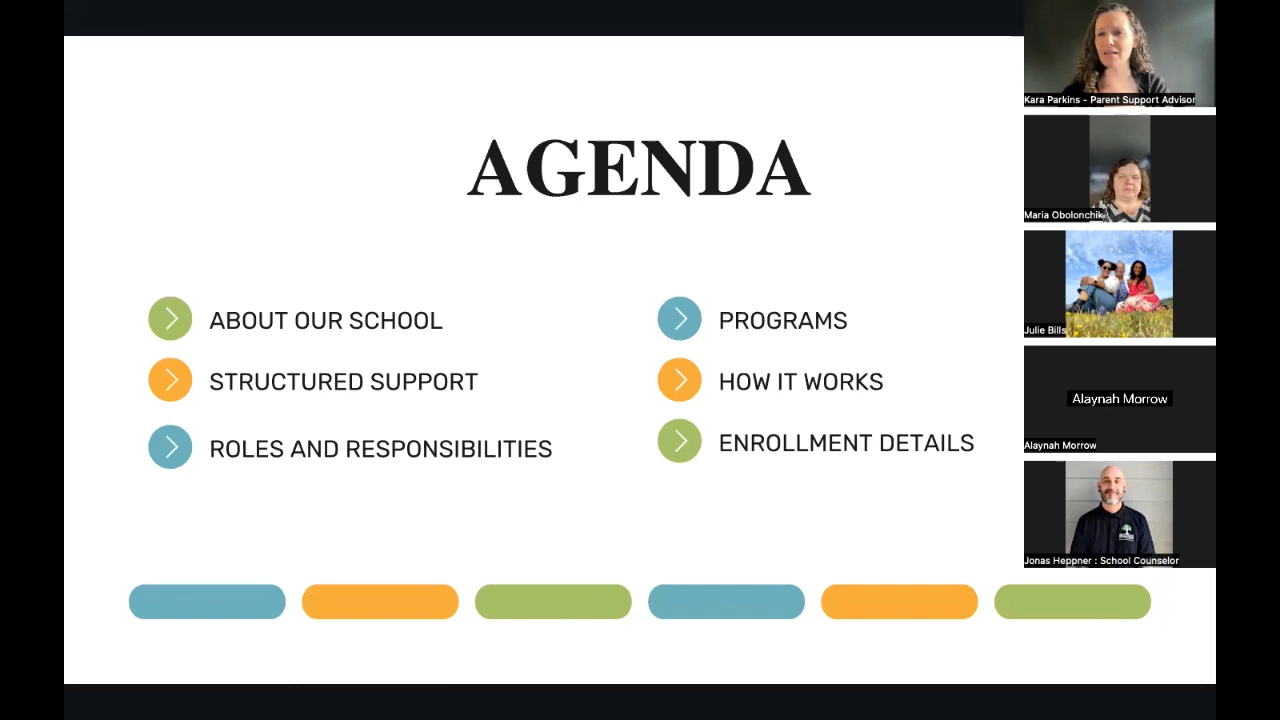 AGENDA
ABOUT OUR SCHOOL
STRUCTURED SUPPORT
ROLES AND RESPONSIBILITIES
PROGRAMS
HOW IT WORKS
ENROLLMENT DETAILS
Kara Parkins - Parent Support Advisor
Maria Obolonchik
Julie Bills
Alaynah Morrow
Alaynah Morrow
Jonas Heppner : School Counselor